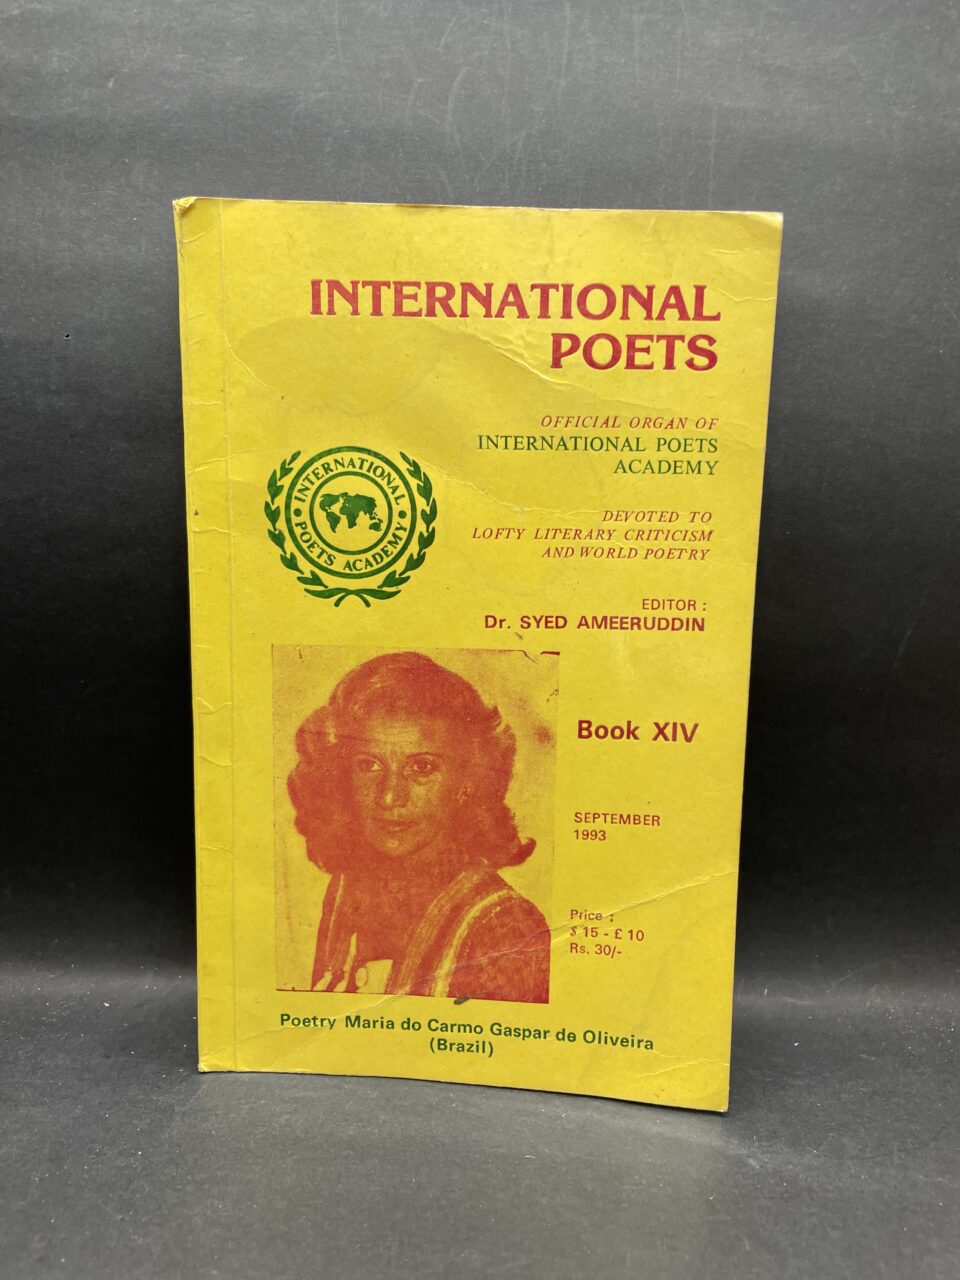 INTERNATIONAL
POETS
OFFICIAL ORGAN OF
INTERNATIONAL POETS
ACADEMY
INTERNATIONAL
POETS ACADEMY
DEVOTED TO
LOFTY LITERARY CRITICISM
AND WORLD POETRY
EDITOR :
Dr. SYED AMEERUDDIN
Book XIV
SEPTEMBER
1993
Price :
$ 15 - £ 10
Rs. 30/-
Poetry Maria do Carmo Gaspar de Oliveira
(Brazil)